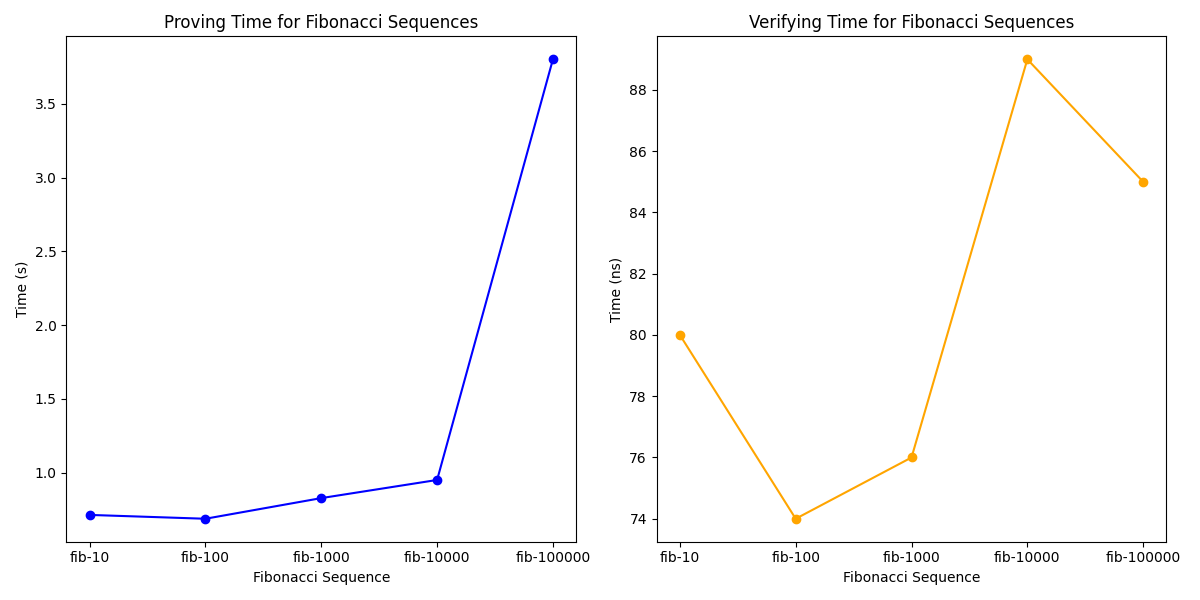 Proving Time for Fibonacci Sequences
Time (s)
3.5
3.0
2.5
2.0
1.5
1.0
fib-10 fib-100 fib-1000 fib-10000 fib-100000
Fibonacci Sequence
Verifying Time for Fibonacci Sequences
Time (ns)
88
86
84
82
80
78
76
74
fib-10 fib-100 fib-1000 fib-10000 fib-100000
Fibonacci Sequence